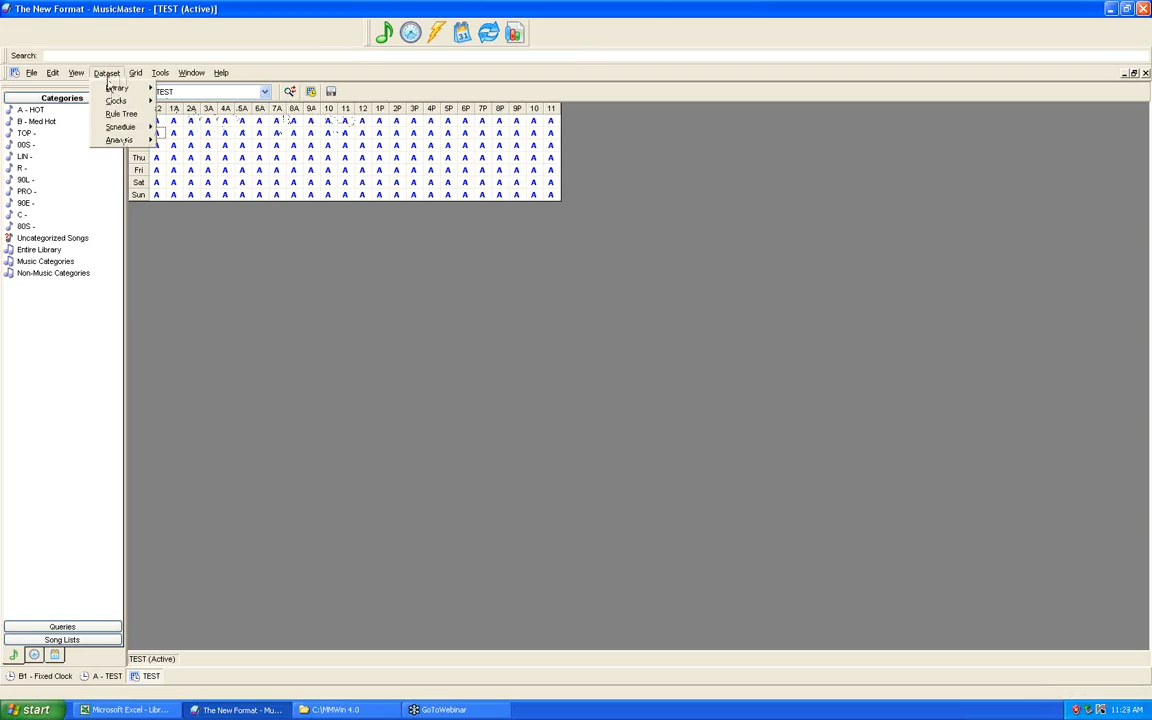 The New Format - MusicMaster - [TEST (Active)]
Search:
File Edit View Dataset Grid Tools Window Help
Library
Clocks
Rule Tree
Schedule
Analysis
TEST
Categories
A - HOT
B - Med Hot
TOP -
00S -
LIN -
R -
90L -
PRO -
90E -
C -
80S -
Uncategorized Songs
Entire Library
Music Categories
Non-Music Categories
12 1A 2A 3A 4A 5A 6A 7A 8A 9A 10 11 12 1P 2P 3P 4P 5P 6P 7P 8P 9P 10 11
A A A A A A A A A A A A A A A A A A A A A A A A
A A A A A A A A A A A A A A A A A A A A A A A A
A A A A A A A A A A A A A A A A A A A A A A A A
Thu A A A A A A A A A A A A A A A A A A A A A A A A
Fri A A A A A A A A A A A A A A A A A A A A A A A A
Sat A A A A A A A A A A A A A A A A A A A A A A A A
Sun A A A A A A A A A A A A A A A A A A A A A A A A
Queries
Song Lists
TEST (Active)
B1 - Fixed Clock A - TEST TEST
start Microsoft Excel - Libr... The New Format - Mu... C:\MMWin 4.0 GoToWebinar 11:23 AM